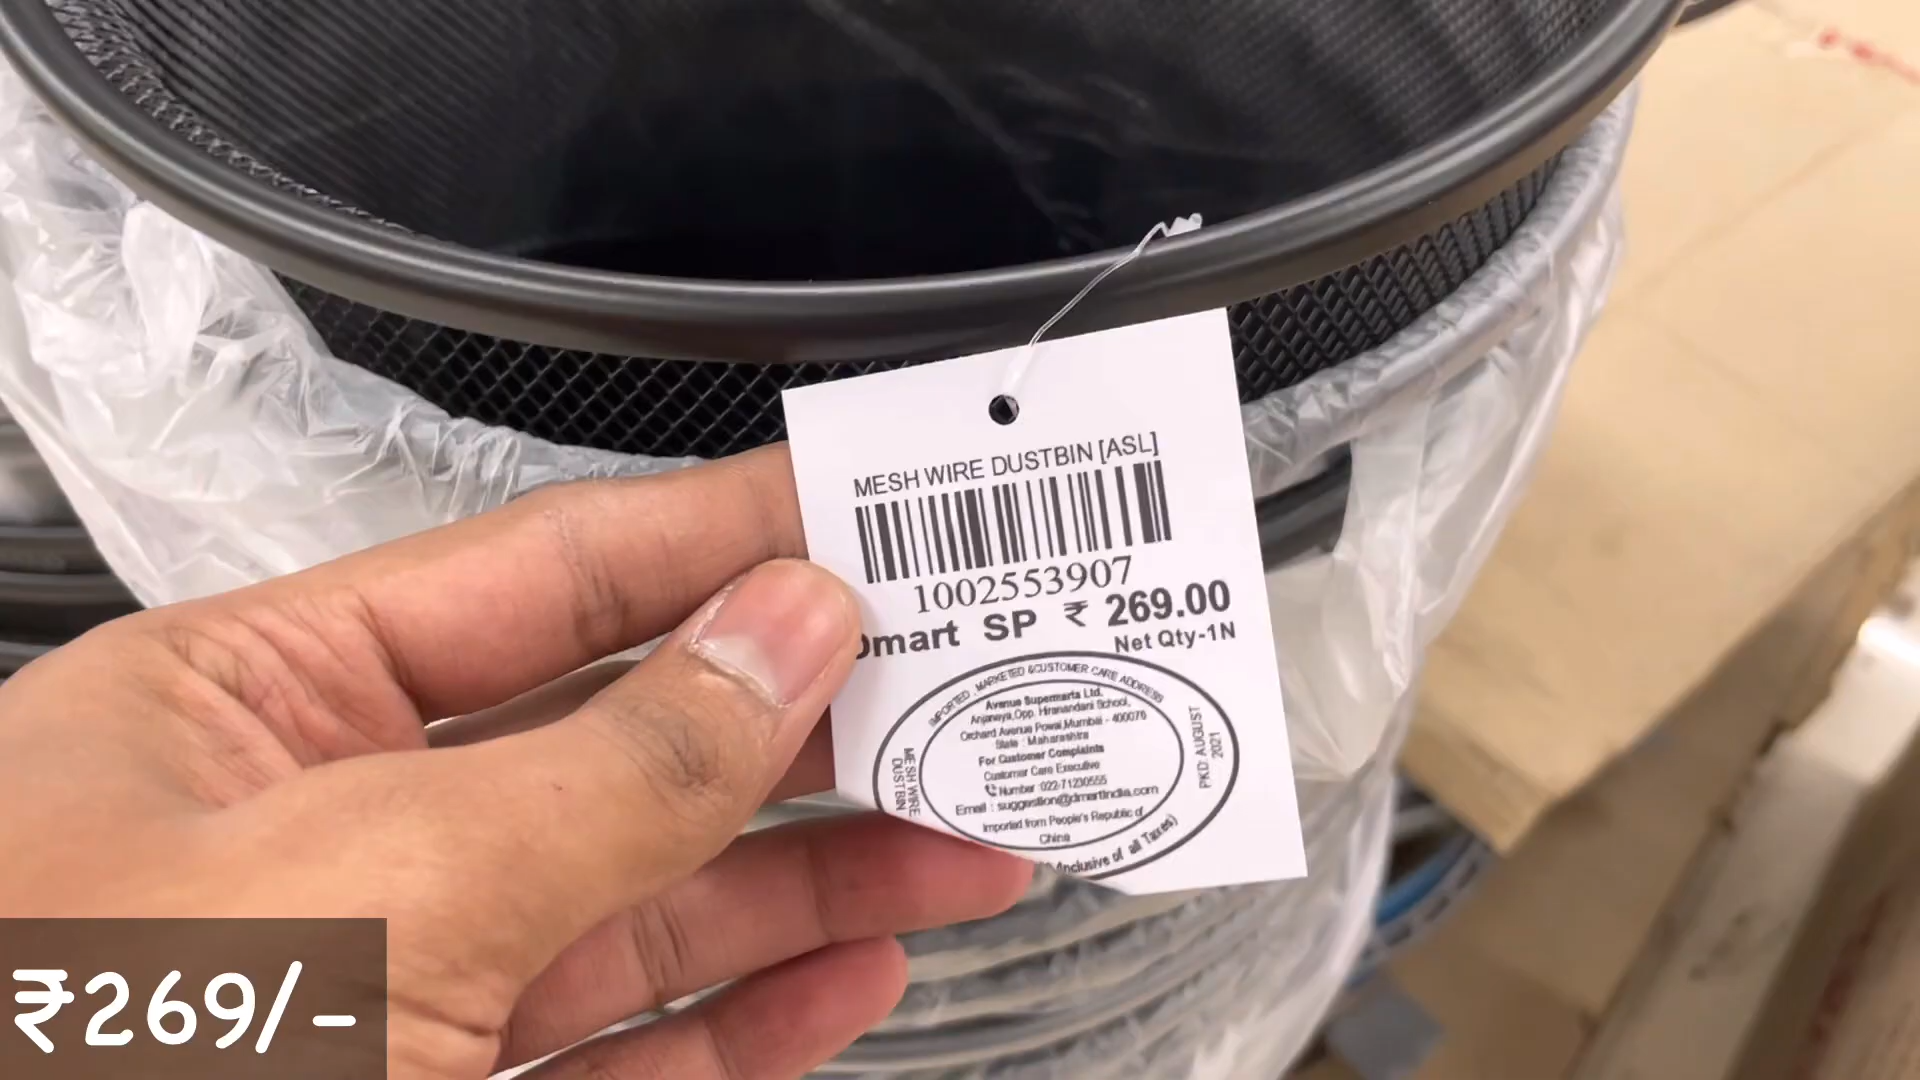 MESH WIRE DUSTBIN [ASL]
1002553907
Dmart SP ₹ 269.00
Net Qty-1N
IMPORTED, MARKETED & CUSTOMER CARE ADDRESS
Avenue Supermarts Ltd.
Anjaneya,Opp. Hiranandani School,
Orchard Avenue Powai,Mumbai - 400076
State : Maharashtra
For Customer Complaints
Customer Care Executive
Number :022-71230555
Email : suggestion@dmartindia.com
Imported from People's Republic of
China
MESH WIRE
DUSTBIN
PKD: AUGUST
2021
(Inclusive of all Taxes)
₹269/-